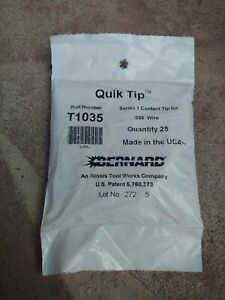 Quik Tip™
Part Number
T1035
Series 1 Contact Tip for
.035 Wire
Quantity 25
Made in the USA
BERNARD
An Illinois Tool Works Company
U.S. Patent 5,760,373
Lot No. 272 5